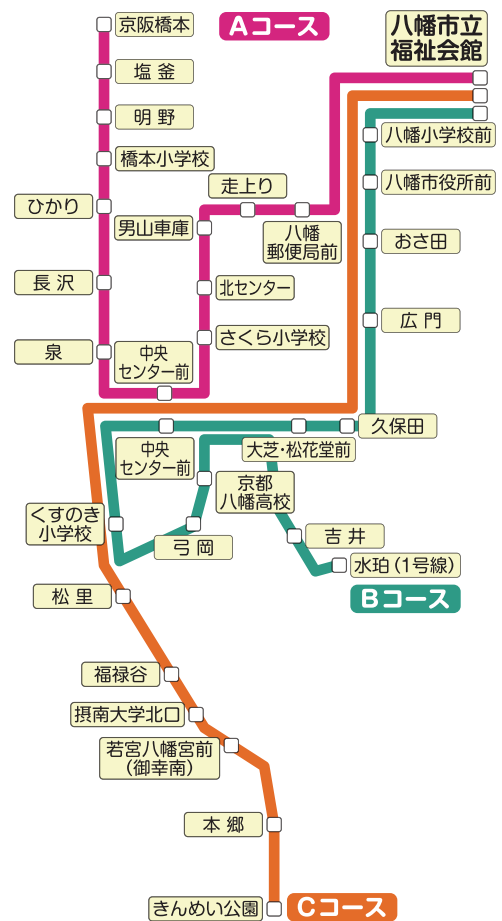 京阪橋本
Aコース
八幡市立
福祉会館
塩釜
明野
橋本小学校
ひかり
長沢
泉
中央
センター前
男山車庫
走上り
八幡
郵便局前
北センター
さくら小学校
八幡小学校前
八幡市役所前
おさ田
広門
久保田
大芝・松花堂前
中央
センター前
くすのき
小学校
弓岡
京都
八幡高校
吉井
水珀(1号線)
Bコース
松里
福禄谷
摂南大学北口
若宮八幡宮前
(御幸南)
本郷
きんめい公園
Cコース